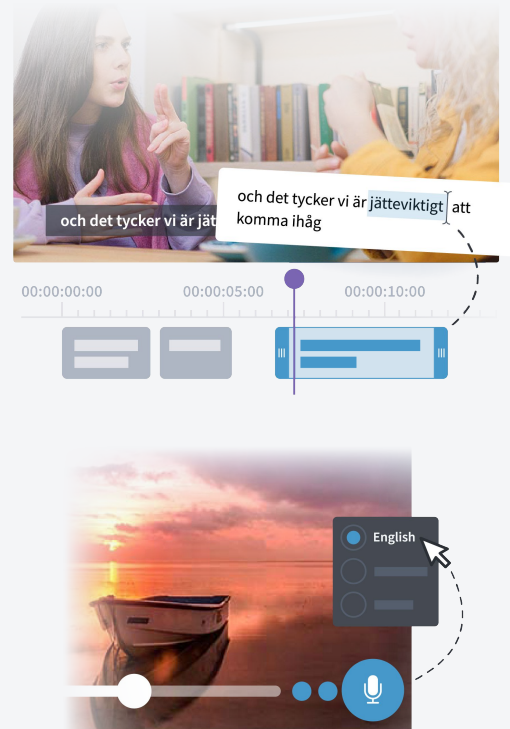 och det tycker vi är jätteviktigt att
komma ihåg
och det tycker vi är jät
00:00:00:00 00:00:05:00 00:00:10:00
English